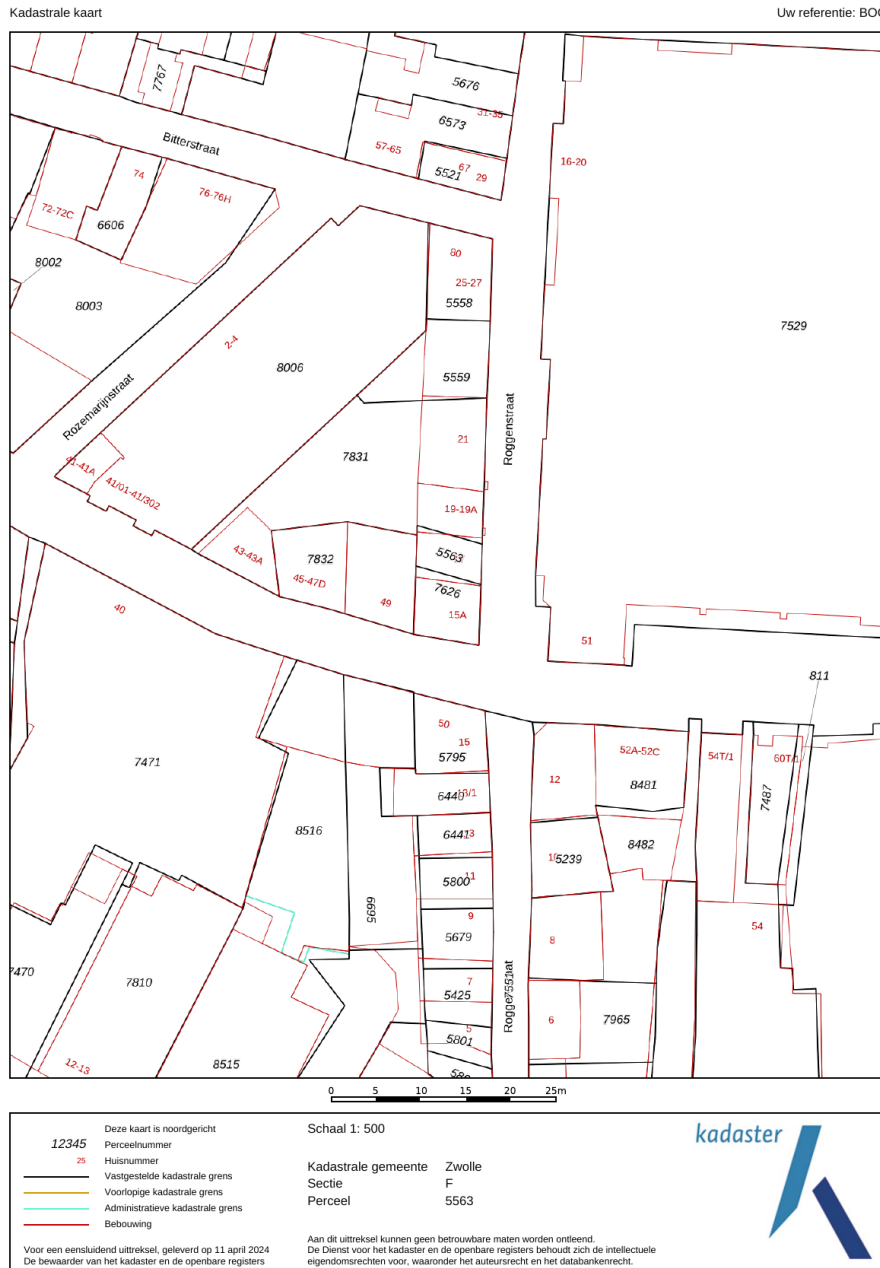 Kadastrale kaart
Uw referentie: BOG
5676
7767
31-35
6573
Bitterstraat
57-65
16-20
67
5521
29
74
76-76H
72-72C
6606
80
8002
25-27
5558
8003
7529
2-4
8006
5559
Rozemarijnstraat
Roggenstraat
21
7831
41-41A
41/01-41/302
19-19A
43-43A
7832
5563
45-47D
7626
49
15A
40
51
811
50
15
52A-52C
54T/1
60T/1
5795
7471
12
8481
7487
6440
13/1
8516
6441
13
8482
5239
11
5800
6695
9
54
5679
8
7470
7810
7
5425
7551
6
7965
5
5801
12-13
8515
0 5 10 15 20 25m
Deze kaart is noordgericht
12345 Perceelnummer
25 Huisnummer
Vastgestelde kadastrale grens
Voorlopige kadastrale grens
Administratieve kadastrale grens
Bebouwing
Voor een eensluidend uittreksel, geleverd op 11 april 2024
De bewaarder van het kadaster en de openbare registers
Schaal 1: 500
Kadastrale gemeente Zwolle
Sectie F
Perceel 5563
Aan dit uittreksel kunnen geen betrouwbare maten worden ontleend.
De Dienst voor het kadaster en de openbare registers behoudt zich de intellectuele
eigendomsrechten voor, waaronder het auteursrecht en het databankenrecht.
kadaster